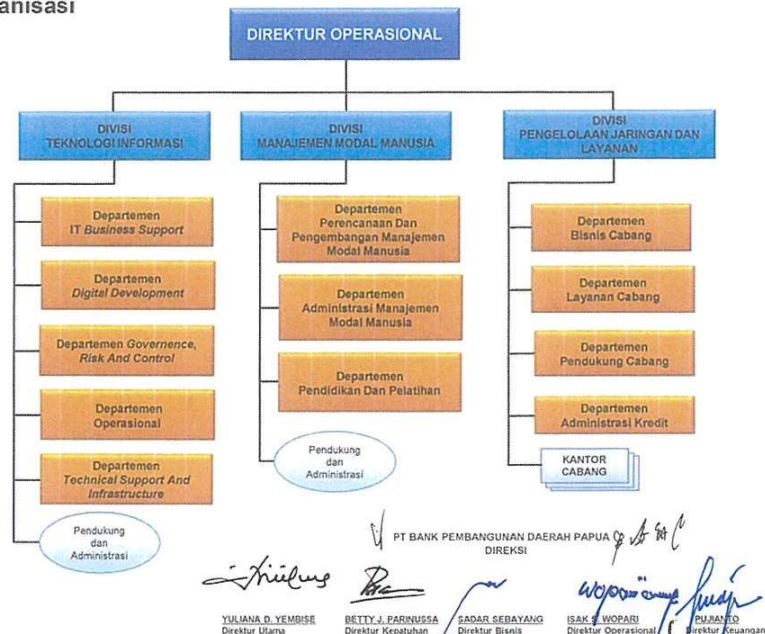 anisasi
DIREKTUR OPERASIONAL
DIVISI
TEKNOLOGI INFORMASI
DIVISI
MANAJEMEN MODAL MANUSIA
DIVISI
PENGELOLAAN JARINGAN DAN
LAYANAN
Departemen
IT Business Support
Departemen
Digital Development
Departemen Governence,
Risk And Control
Departemen
Operasional
Departemen
Technical Support And
Infrastructure
Pendukung
dan
Administrasi
Departemen
Perencanaan Dan
Pengembangan Manajemen
Modal Manusia
Departemen
Administrasi Manajemen
Modal Manusia
Departemen
Pendidikan Dan Pelatihan
Pendukung
dan
Administrasi
Departemen
Bisnis Cabang
Departemen
Layanan Cabang
Departemen
Pendukung Cabang
Departemen
Administrasi Kredit
KANTOR
CABANG
PT BANK PEMBANGUNAN DAERAH PAPUA
DIREKSI
YULIANA D. YEMBISE
Direktur Utama
BETTY J. PARINUSSA
Direktur Kepatuhan
SADAR SEBAYANG
Direktur Bisnis
ISAK S. WOPARI
Direktur Operasional
PUJIANTO
Direktur Keuangan